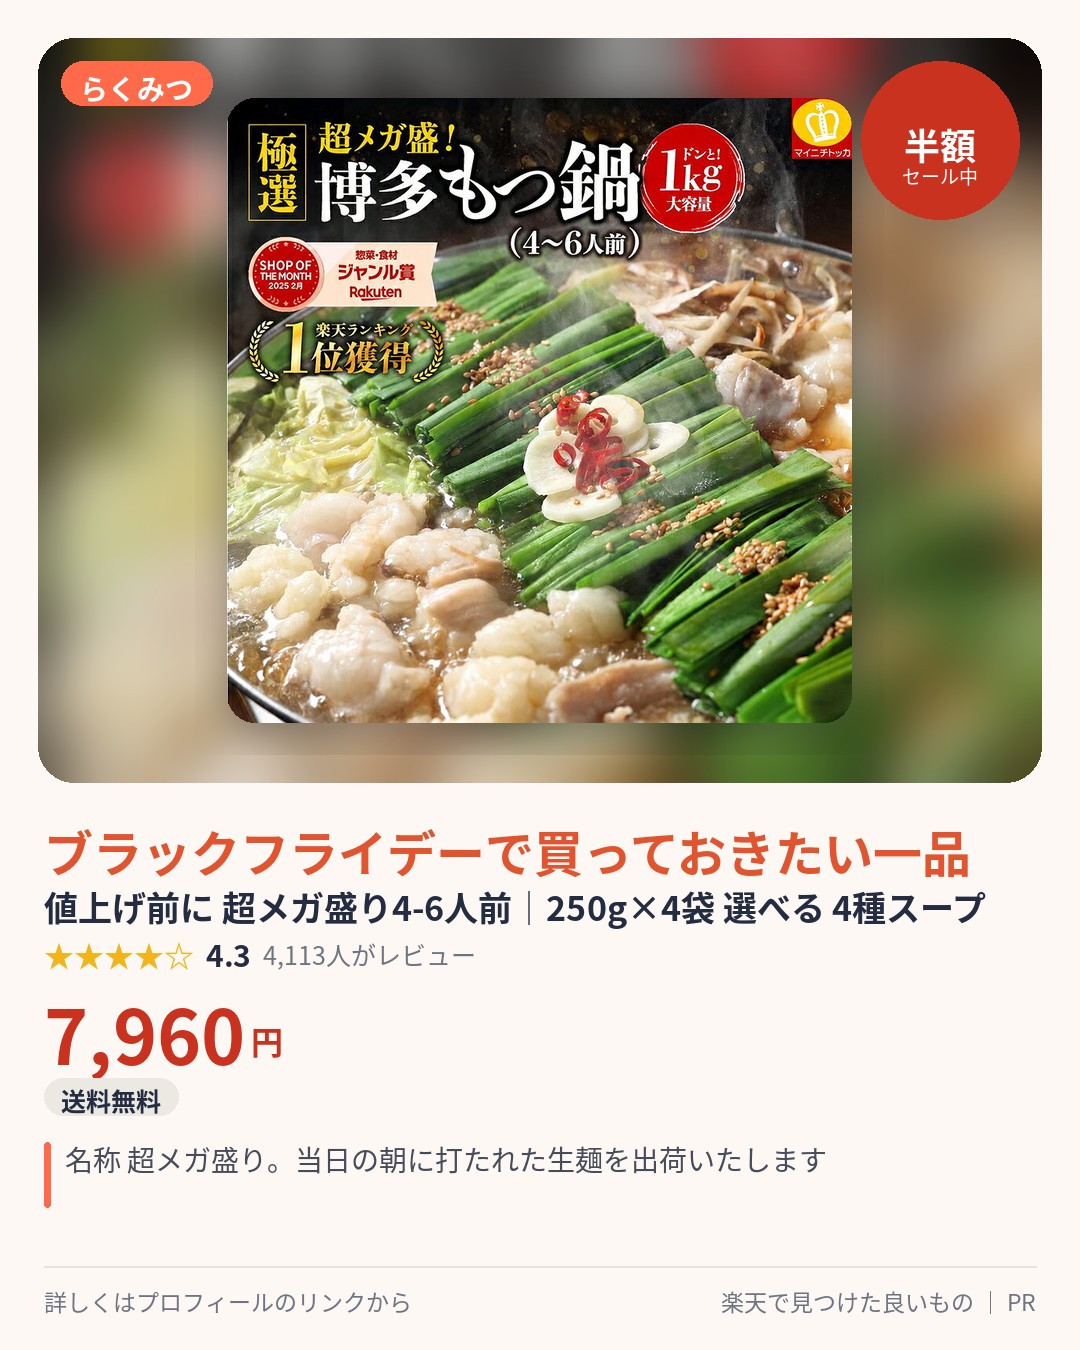 らくみつ
極選
超メガ盛!
博多もつ鍋
(4〜6人前)
ドンと!
1kg
大容量
マイニチトッカ
半額
セール中
SHOP OF
THE MONTH
2025 2月
惣菜・食材
ジャンル賞
Rakuten
楽天ランキング
1位獲得
ブラックフライデーで買っておきたい一品
値上げ前に 超メガ盛り4-6人前｜250g×4袋 選べる 4種スープ
★★★★☆ 4.3 4,113人がレビュー
7,960円
送料無料
名称 超メガ盛り。当日の朝に打たれた生麺を出荷いたします
詳しくはプロフィールのリンクから
楽天で見つけた良いもの｜PR